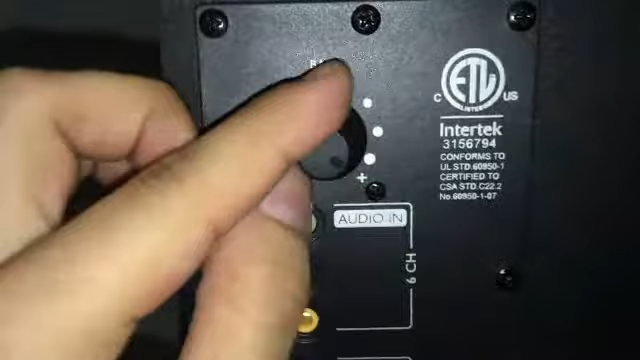 ETL
C
US
LISTED
Intertek
3156794
CONFORMS TO
UL STD.60950-1
CERTIFIED TO
CSA STD.C22.2
No.60950-1-07
+
AUDIO IN
6 CH